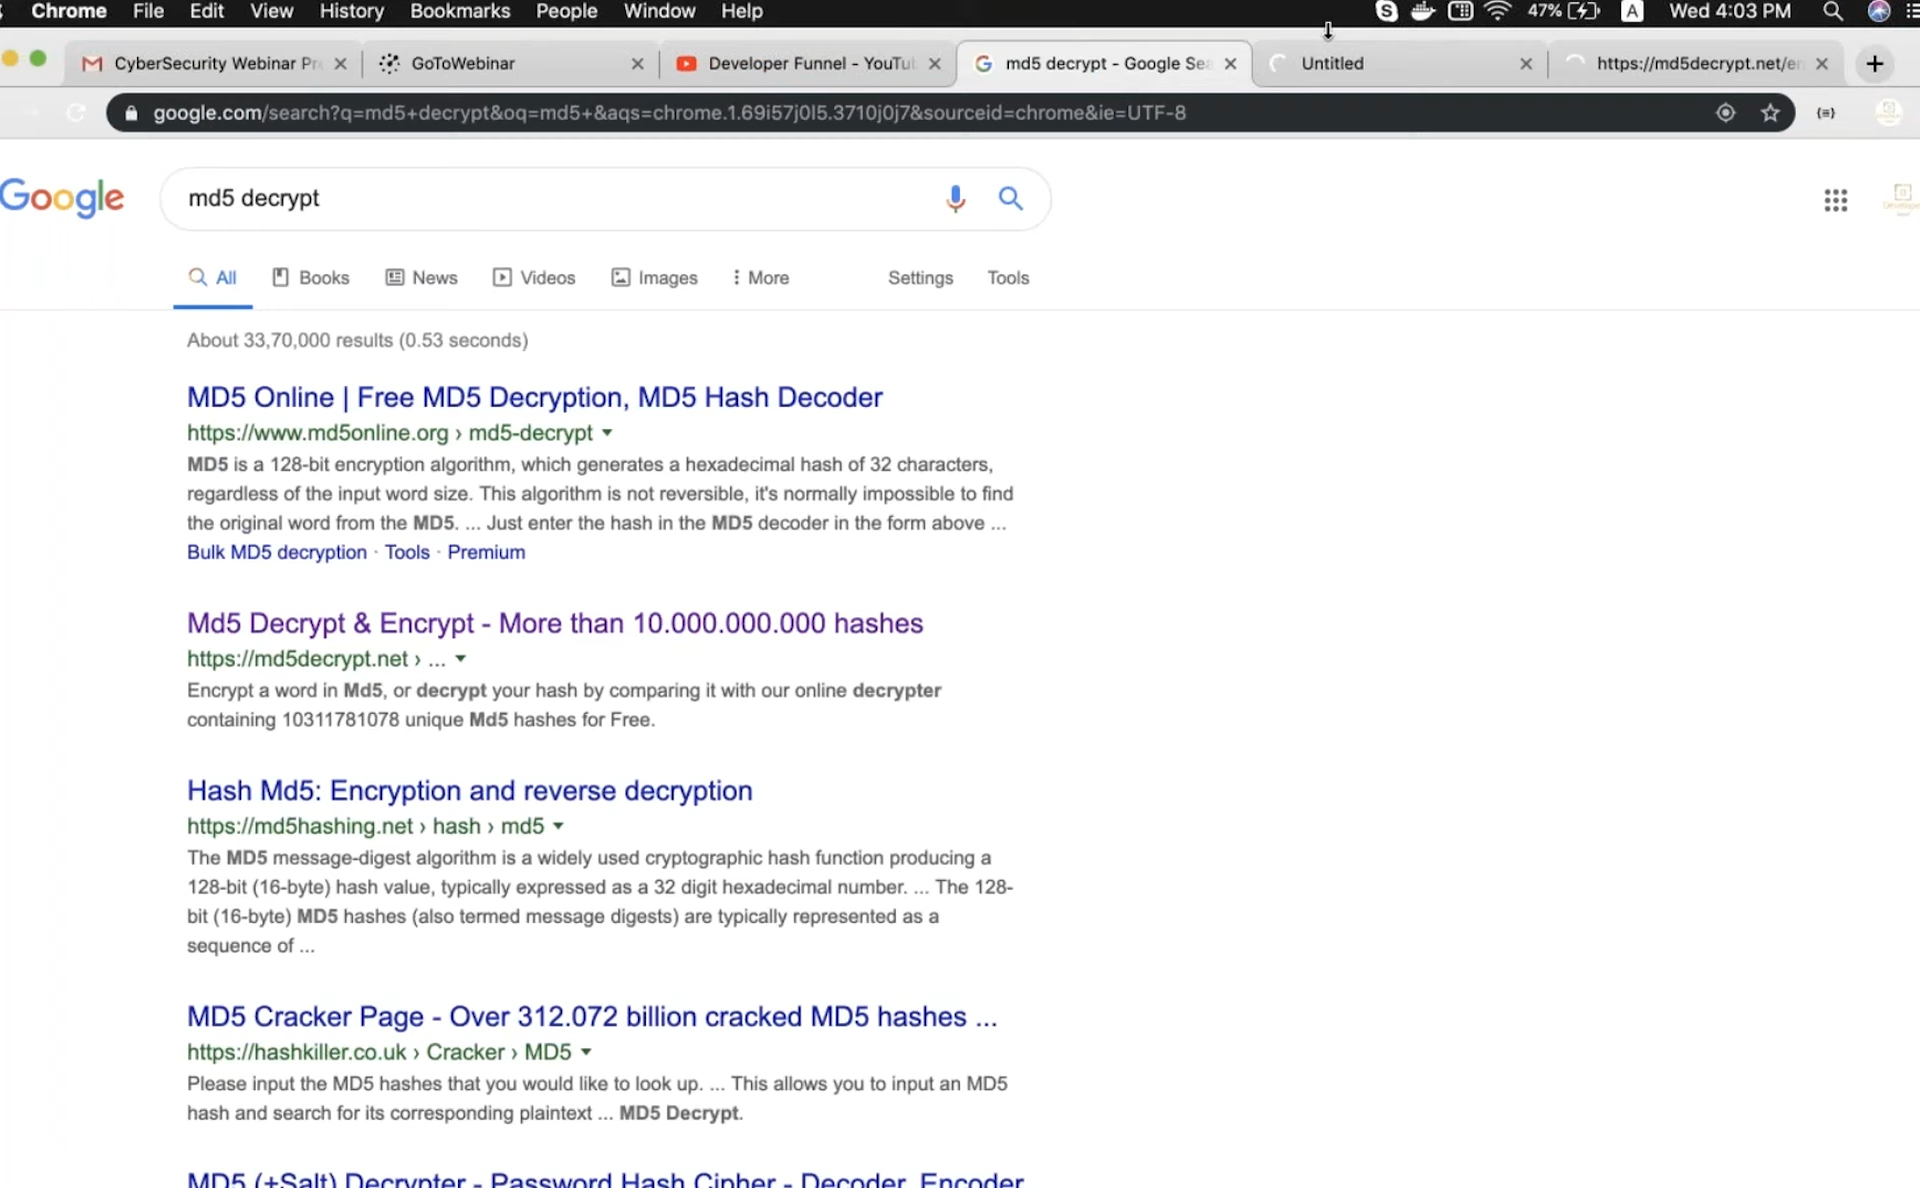 Chrome File Edit View History Bookmarks People Window Help 47% A Wed 4:03 PM
CyberSecurity Webinar Pr GoToWebinar Developer Funnel - YouTu md5 decrypt - Google Sea Untitled https://md5decrypt.net/en
google.com/search?q=md5+decrypt&oq=md5+&aqs=chrome.1.69i57j0l5.3710j0j7&sourceid=chrome&ie=UTF-8
Google md5 decrypt
All Books News Videos Images More Settings Tools
About 33,70,000 results (0.53 seconds)
MD5 Online | Free MD5 Decryption, MD5 Hash Decoder
https://www.md5online.org › md5-decrypt
MD5 is a 128-bit encryption algorithm, which generates a hexadecimal hash of 32 characters,
regardless of the input word size. This algorithm is not reversible, it's normally impossible to find
the original word from the MD5. ... Just enter the hash in the MD5 decoder in the form above ...
Bulk MD5 decryption · Tools · Premium
Md5 Decrypt & Encrypt - More than 10.000.000.000 hashes
https://md5decrypt.net › ...
Encrypt a word in Md5, or decrypt your hash by comparing it with our online decrypter
containing 10311781078 unique Md5 hashes for Free.
Hash Md5: Encryption and reverse decryption
https://md5hashing.net › hash › md5
The MD5 message-digest algorithm is a widely used cryptographic hash function producing a
128-bit (16-byte) hash value, typically expressed as a 32 digit hexadecimal number. ... The 128-
bit (16-byte) MD5 hashes (also termed message digests) are typically represented as a
sequence of ...
MD5 Cracker Page - Over 312.072 billion cracked MD5 hashes ...
https://hashkiller.co.uk › Cracker › MD5
Please input the MD5 hashes that you would like to look up. ... This allows you to input an MD5
hash and search for its corresponding plaintext ... MD5 Decrypt.
MD5 (+Salt) Decrypter - Password Hash Cipher - Decoder, Encoder